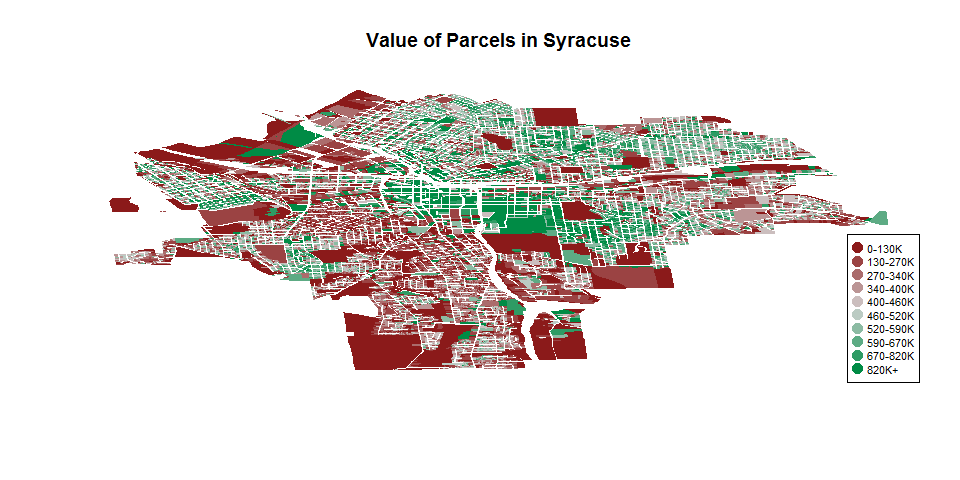 Value of Parcels in Syracuse
0-130K
130-270K
270-340K
340-400K
400-460K
460-520K
520-590K
590-670K
670-820K
820K+